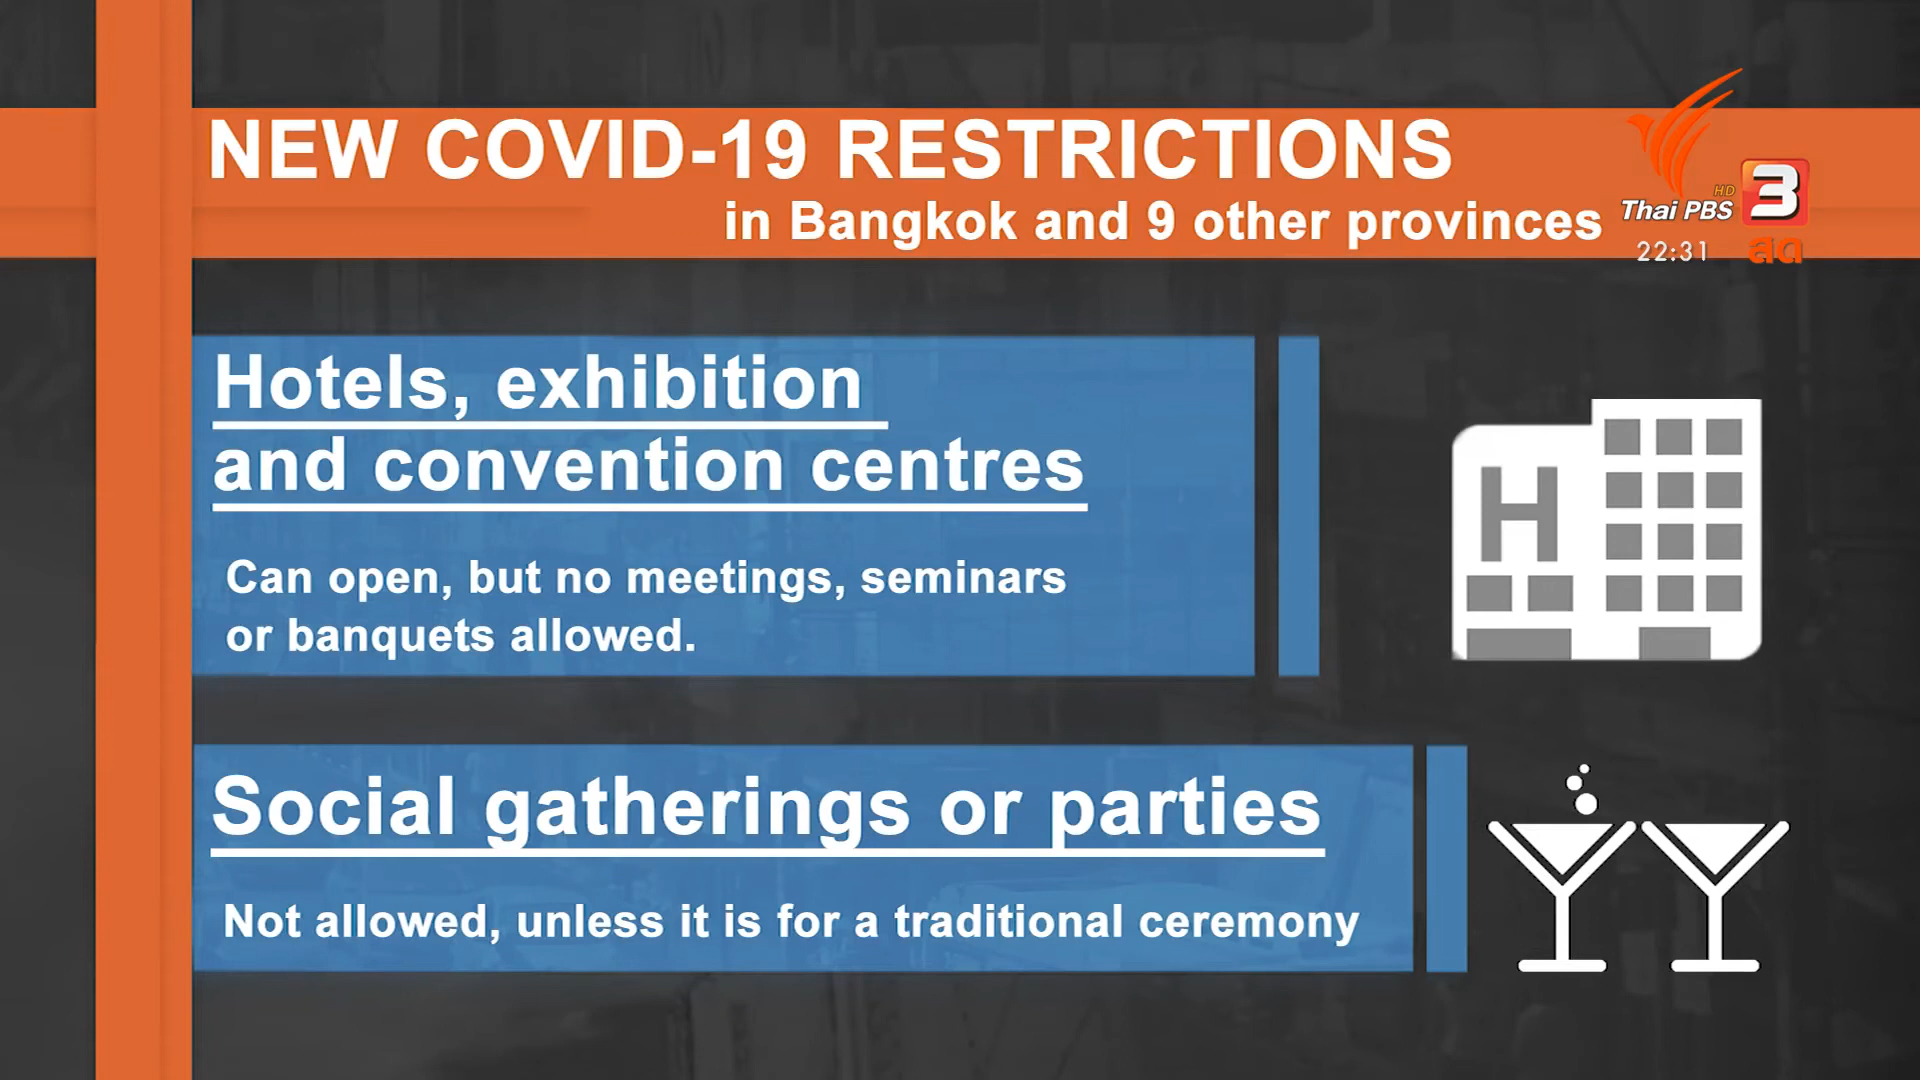 NEW COVID-19 RESTRICTIONS
in Bangkok and 9 other provinces
HD
Thai PBS
3
22:31
สด
Hotels, exhibition
and convention centres
Can open, but no meetings, seminars
or banquets allowed.
H
Social gatherings or parties
Not allowed, unless it is for a traditional ceremony